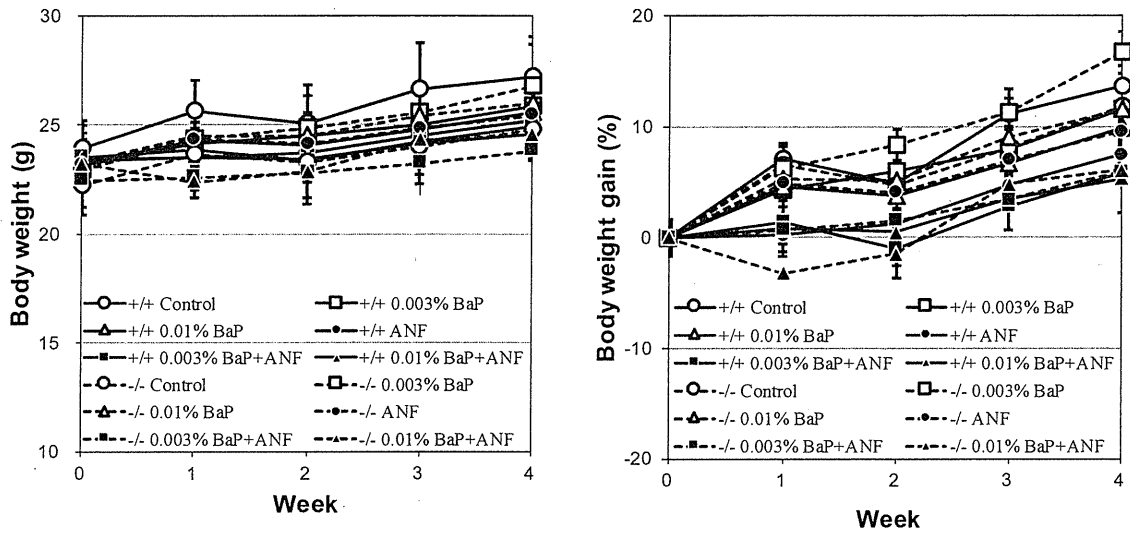 30
25
20
15
10
Body weight (g)
+/+ Control
+/+ 0.003% BaP
+/+ 0.01% BaP
+/+ ANF
+/+ 0.003% BaP+ANF
+/+ 0.01% BaP+ANF
-/- Control
-/- 0.003% BaP
-/- 0.01% BaP
-/- ANF
-/- 0.003% BaP+ANF
-/- 0.01% BaP+ANF
0 1 2 3 4
Week
20
10
0
-10
-20
Body weight gain (%)
+/+ Control
+/+ 0.003% BaP
+/+ 0.01% BaP
+/+ ANF
+/+ 0.003% BaP+ANF
+/+ 0.01% BaP+ANF
-/- Control
-/- 0.003% BaP
-/- 0.01% BaP
-/- ANF
-/- 0.003% BaP+ANF
-/- 0.01% BaP+ANF
0 1 2 3 4
Week